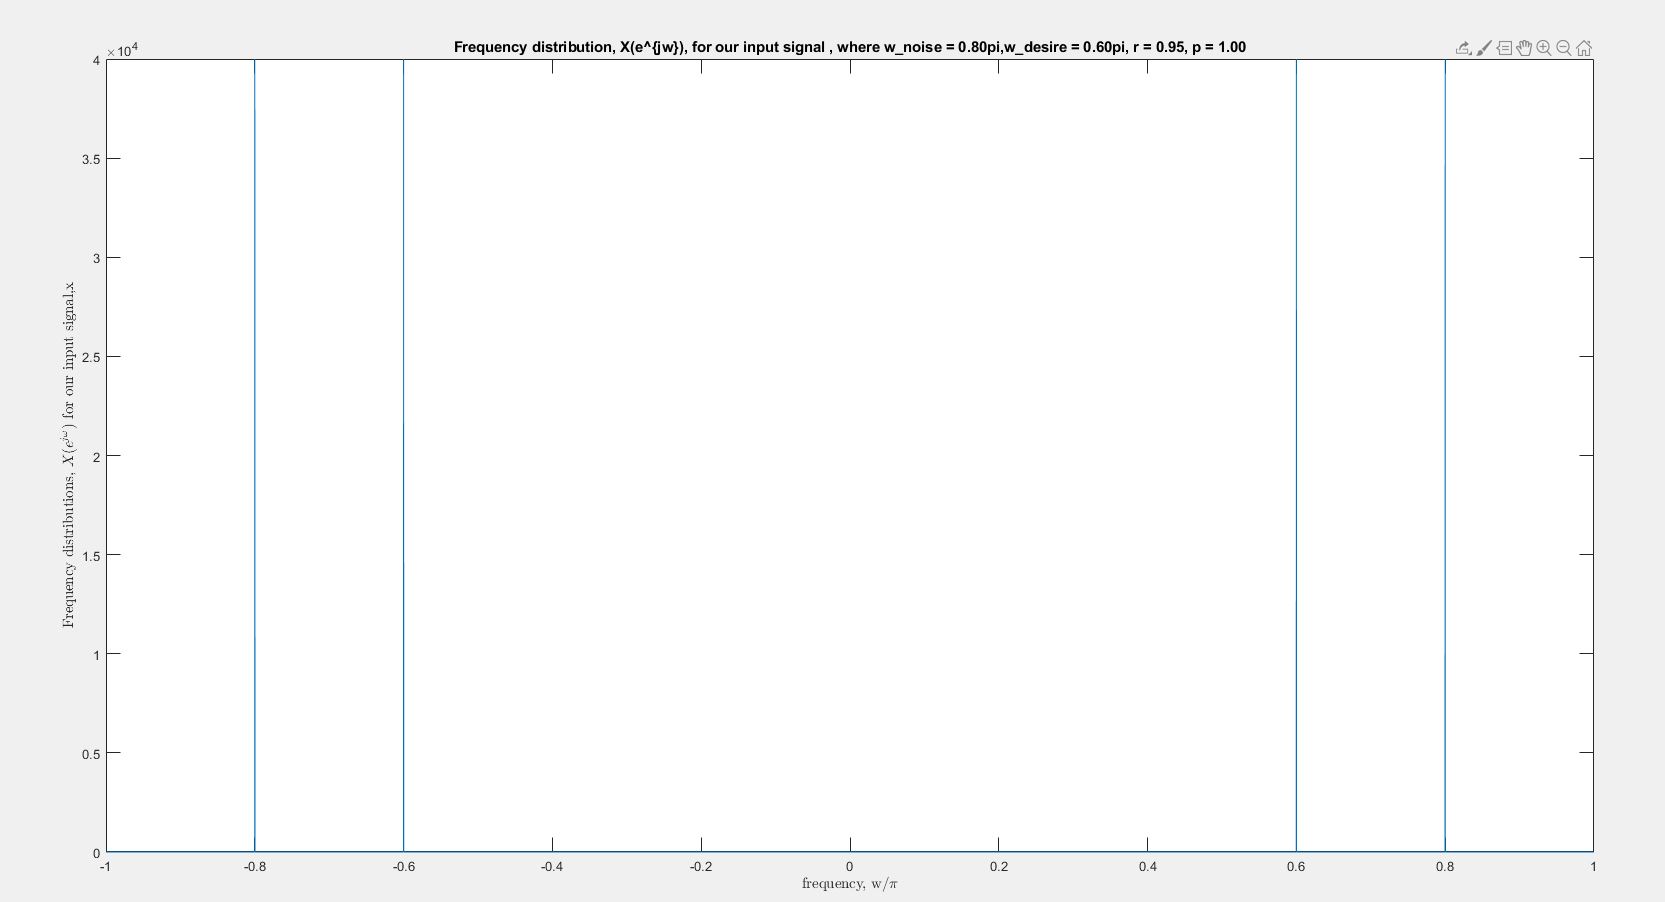 Frequency distribution, X(e^{jw}), for our input signal , where w_noise = 0.80pi,w_desire = 0.60pi, r = 0.95, p = 1.00
×10⁴
4
3.5
3
2.5
2
1.5
1
0.5
0
Frequency distributions, X(e^{jω}) for our input signal,x
-1 -0.8 -0.6 -0.4 -0.2 0 0.2 0.4 0.6 0.8 1
frequency, w/π